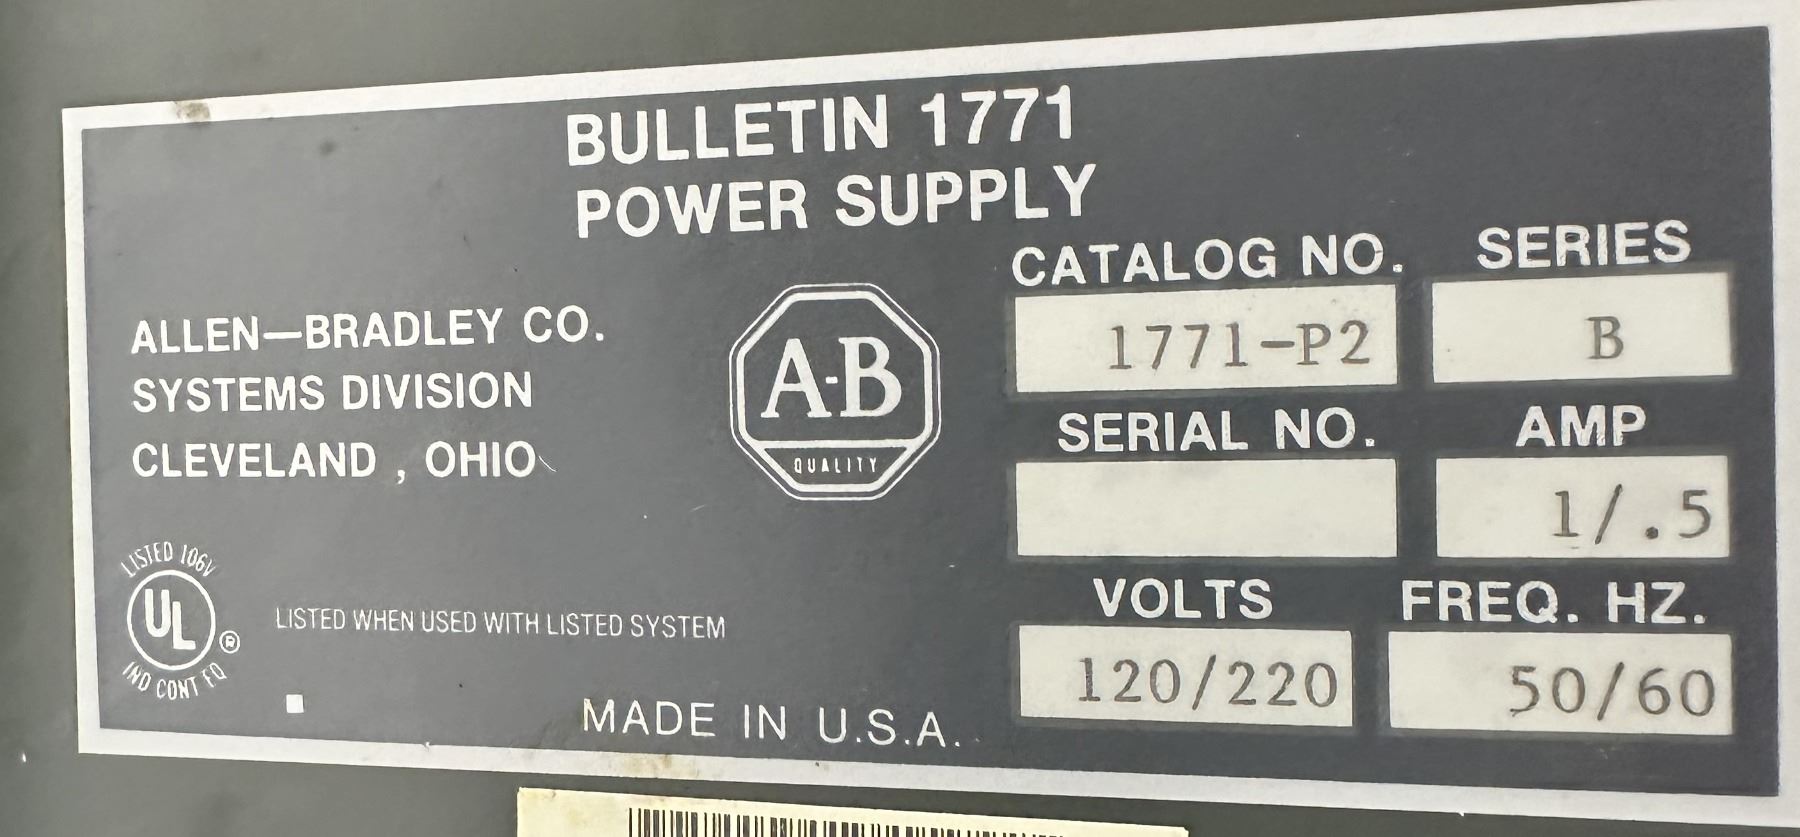 BULLETIN 1771
POWER SUPPLY
ALLEN—BRADLEY CO.
SYSTEMS DIVISION
CLEVELAND , OHIO
A-B
QUALITY
CATALOG NO.
1771-P2
SERIES
B
SERIAL NO.
AMP
1/.5
VOLTS
120/220
FREQ. HZ.
50/60
LISTED 106V
UL
®
IND CONT EQ
LISTED WHEN USED WITH LISTED SYSTEM
MADE IN U.S.A.